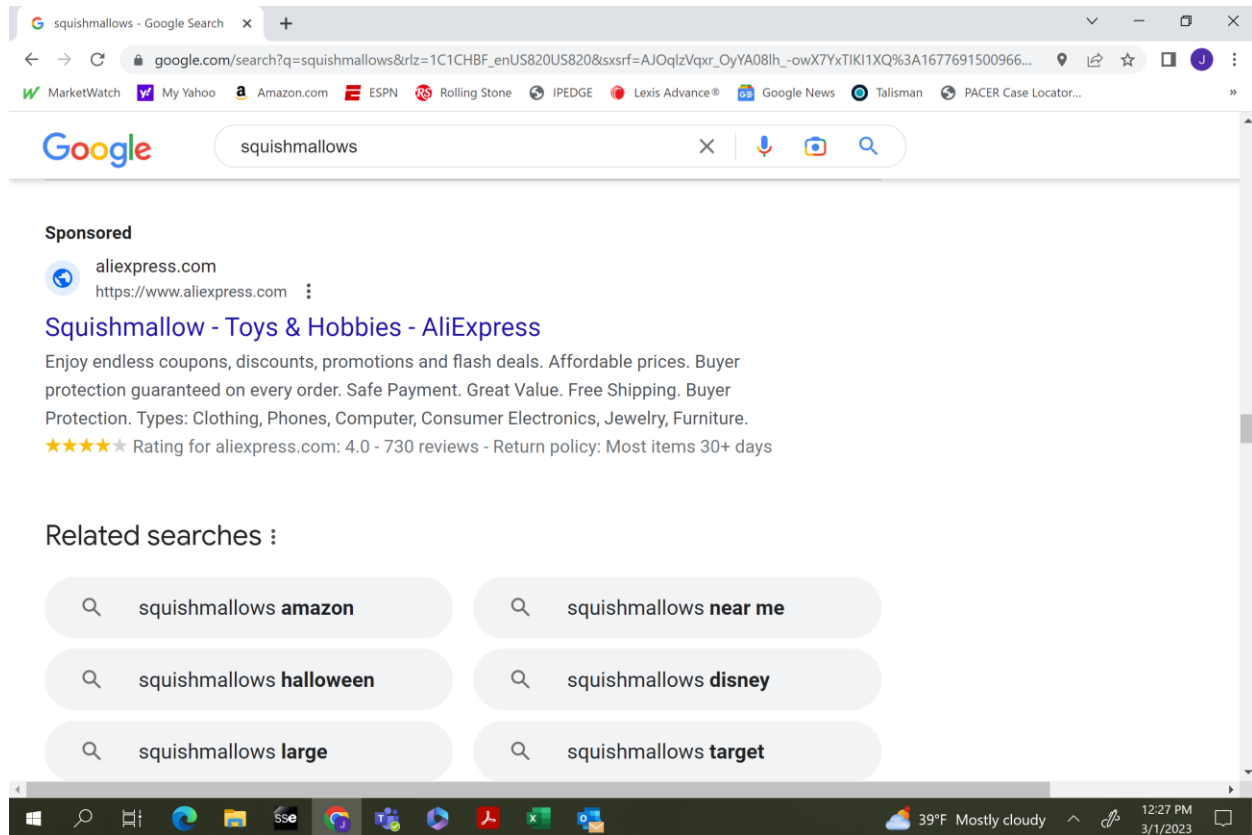 squishmallows - Google Search
google.com/search?q=squishmallows&rlz=1C1CHBF_enUS820US820&sxsrf=AJOqlzVqxr_OyYA08lh_-owX7YxTIKI1XQ%3A1677691500966...
J
MarketWatch My Yahoo Amazon.com ESPN Rolling Stone IPEDGE Lexis Advance® Google News Talisman PACER Case Locator... »
Google squishmallows
Sponsored
aliexpress.com
https://www.aliexpress.com
Squishmallow - Toys & Hobbies - AliExpress
Enjoy endless coupons, discounts, promotions and flash deals. Affordable prices. Buyer
protection guaranteed on every order. Safe Payment. Great Value. Free Shipping. Buyer
Protection. Types: Clothing, Phones, Computer, Consumer Electronics, Jewelry, Furniture.
Rating for aliexpress.com: 4.0 - 730 reviews - Return policy: Most items 30+ days
Related searches
squishmallows amazon squishmallows near me
squishmallows halloween squishmallows disney
squishmallows large squishmallows target
sse 39°F Mostly cloudy 12:27 PM
3/1/2023